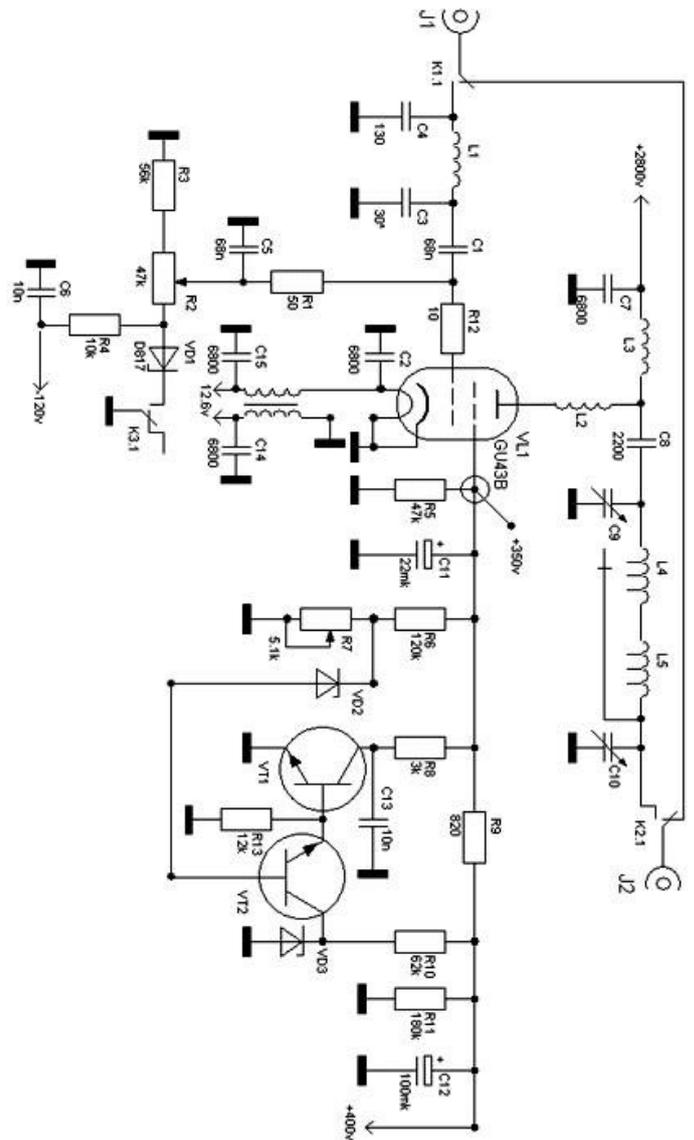 J1
K1.1
C4
130
L1
C3
30*
C1
68n
R3
56k
R2
47k
C5
68n
R1
50
R12
10
C6
10n
R4
10k
-120v
VD1
D817
K3.1
+2800v
C7
6800
L3
L2
C8
2200
C9
L4
L5
C10
K2.1
J2
C15
6800
12.6v
C14
6800
C2
6800
VL1
GU43B
R5
47k
+350v
C11
+
22mk
R6
120k
R7
5.1k
VD2
R8
3k
VT1
C13
10n
R13
12k
VT2
VD3
R9
820
R10
62k
R11
180k
C12
+
100mk
+400v